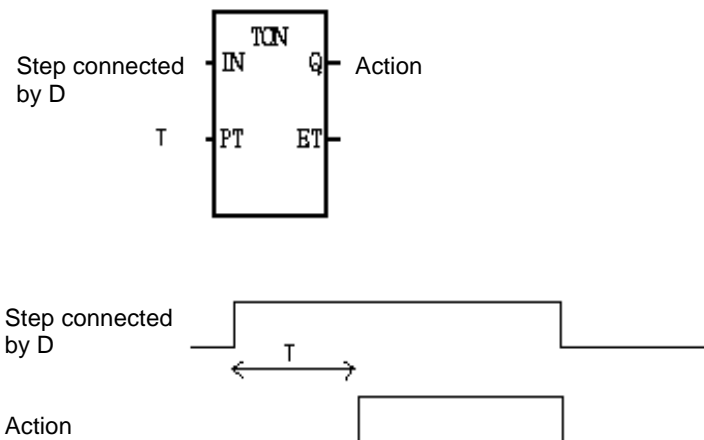 TON
Step connected
by D
IN
Q
Action
T
PT
ET
Step connected
by D
T
Action